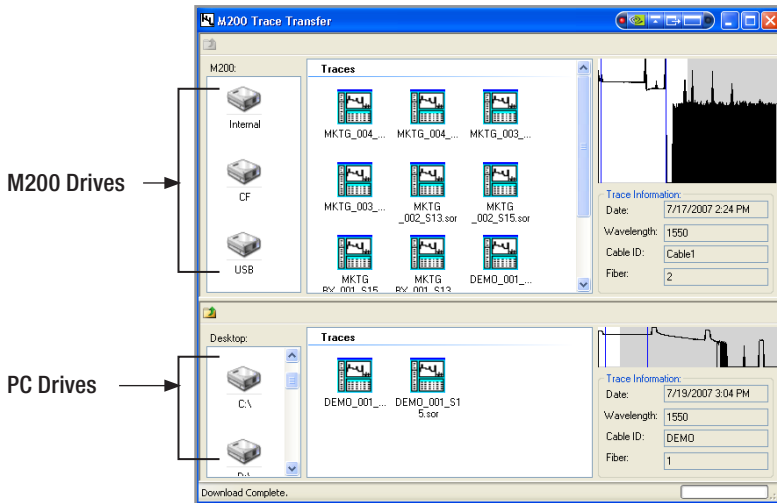 M200 Trace Transfer
M200:
Traces
Internal
CF
USB
M200 Drives
MKTG_004_... MKTG_004_... MKTG_003_...
MKTG_003_... MKTG MKTG
_002_S13.sor _002_S15.sor
MKTG MKTG DEMO_001_...
BX_001_S15 BX_001_S13
Trace Information:
Date: 7/17/2007 2:24 PM
Wavelength: 1550
Cable ID: Cable1
Fiber: 2
Desktop:
Traces
C:\
D:\
PC Drives
DEMO_001_... DEMO_001_S1
5.sor
Trace Information:
Date: 7/19/2007 3:04 PM
Wavelength: 1550
Cable ID: DEMO
Fiber: 1
Download Complete.